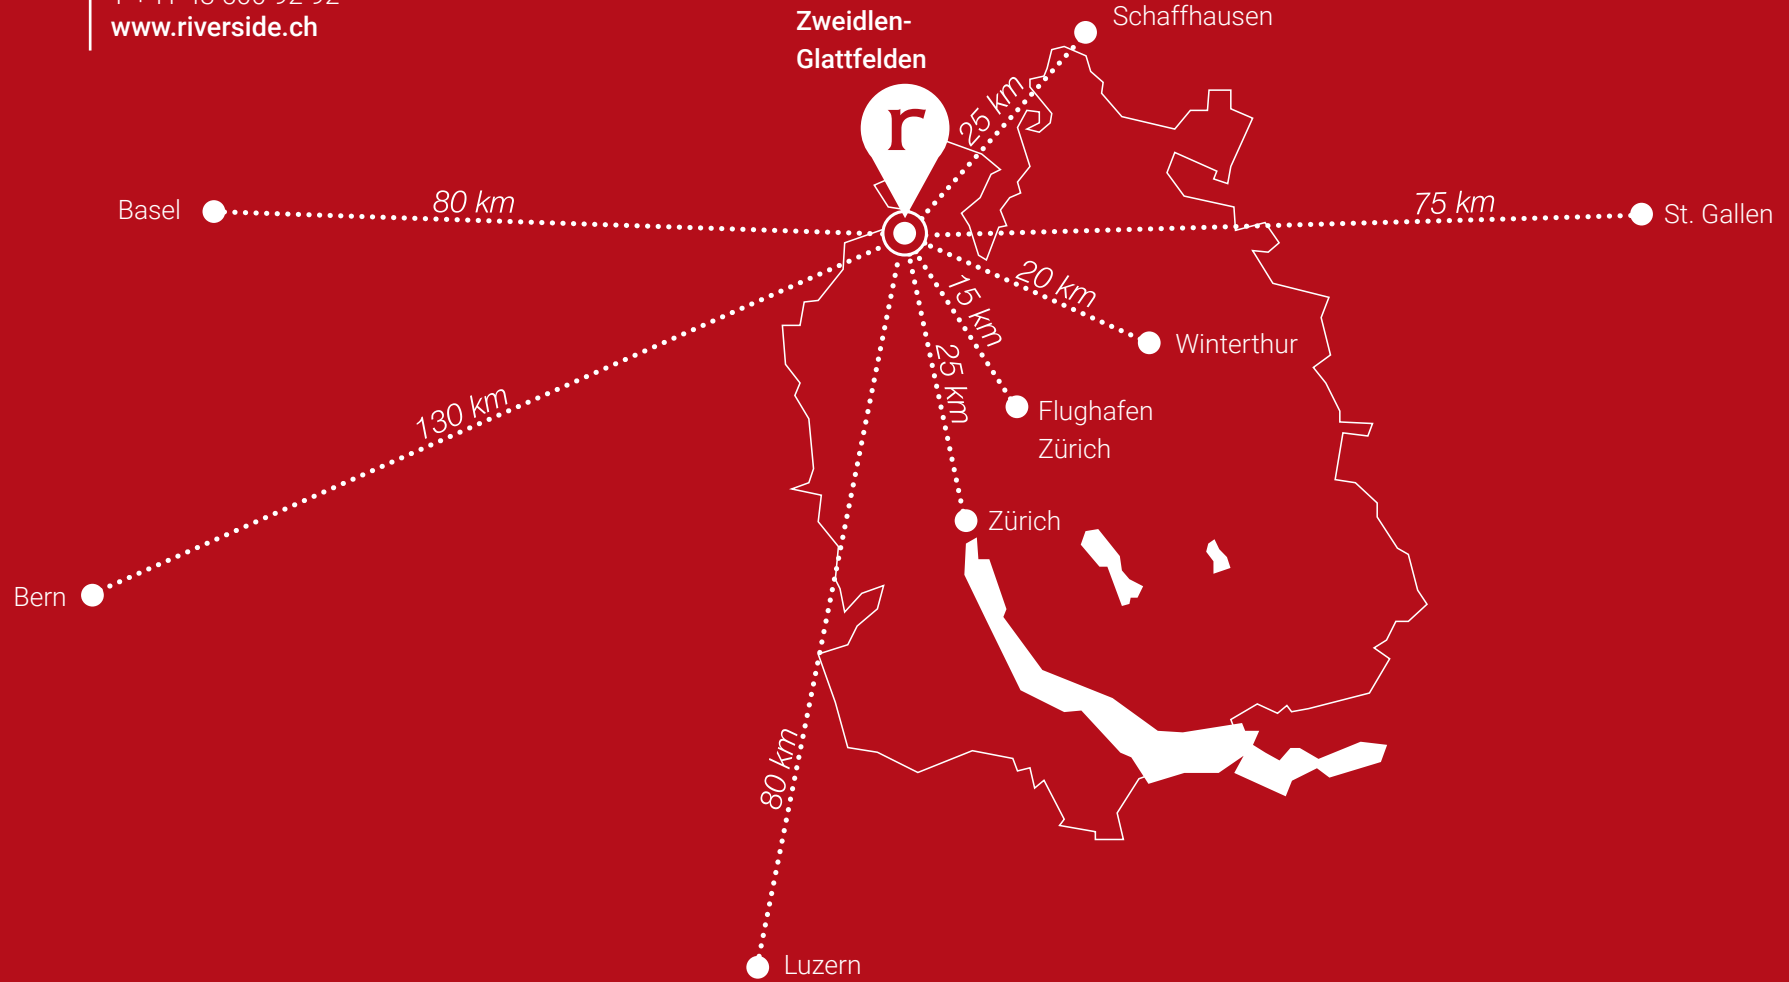 www.riverside.ch
Zweidlen-
Glattfelden
Schaffhausen
r
25 km
Basel
80 km
75 km
St. Gallen
20 km
15 km
Winterthur
25 km
130 km
Flughafen
Zürich
Zürich
Bern
80 km
Luzern